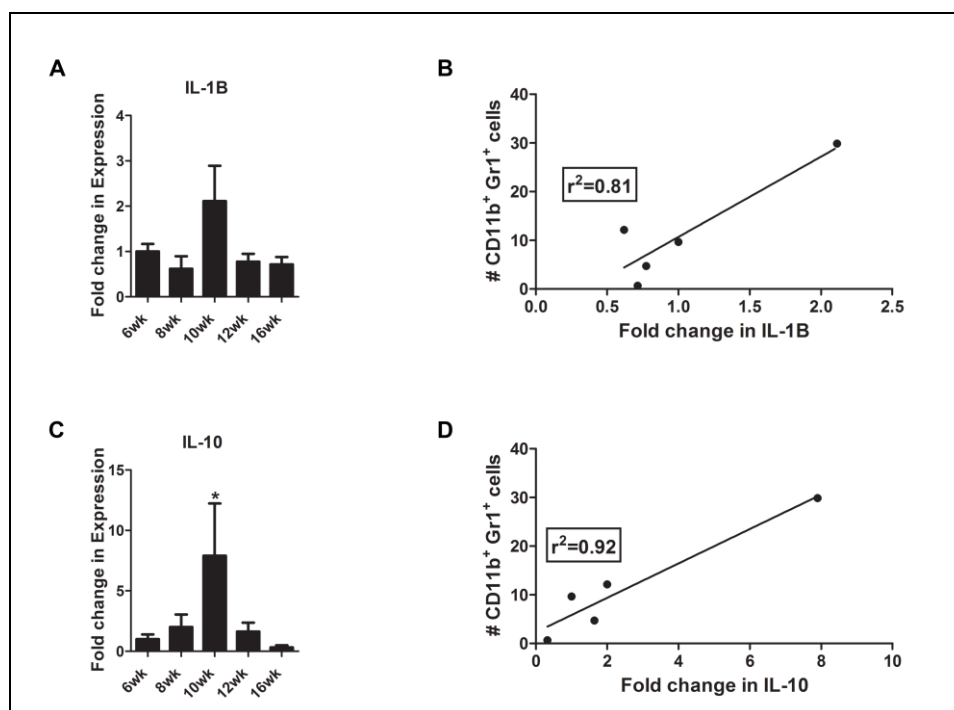 A
IL-1B
Fold change in Expression
4
3
2
1
0
6wk
8wk
10wk
12wk
16wk
B
# CD11b⁺ Gr1⁺ cells
40
30
20
10
0
r²=0.81
0.0
0.5
1.0
1.5
2.0
2.5
Fold change in IL-1B
C
IL-10
Fold change in Expression
15
10
5
0
*
6wk
8wk
10wk
12wk
16wk
D
# CD11b⁺ Gr1⁺ cells
40
30
20
10
0
r²=0.92
0
2
4
6
8
10
Fold change in IL-10